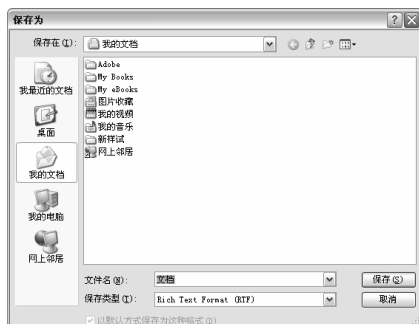 保存为
保存在(I):
我的文档
Adobe
My Books
My eBooks
图片收藏
我的视频
我的音乐
新样试
网上邻居
我最近的文档
桌面
我的文档
我的电脑
网上邻居
文件名(N):
文档
保存(S)
保存类型(T):
Rich Text Format (RTF)
取消
以默认方式保存为这种格式(D)